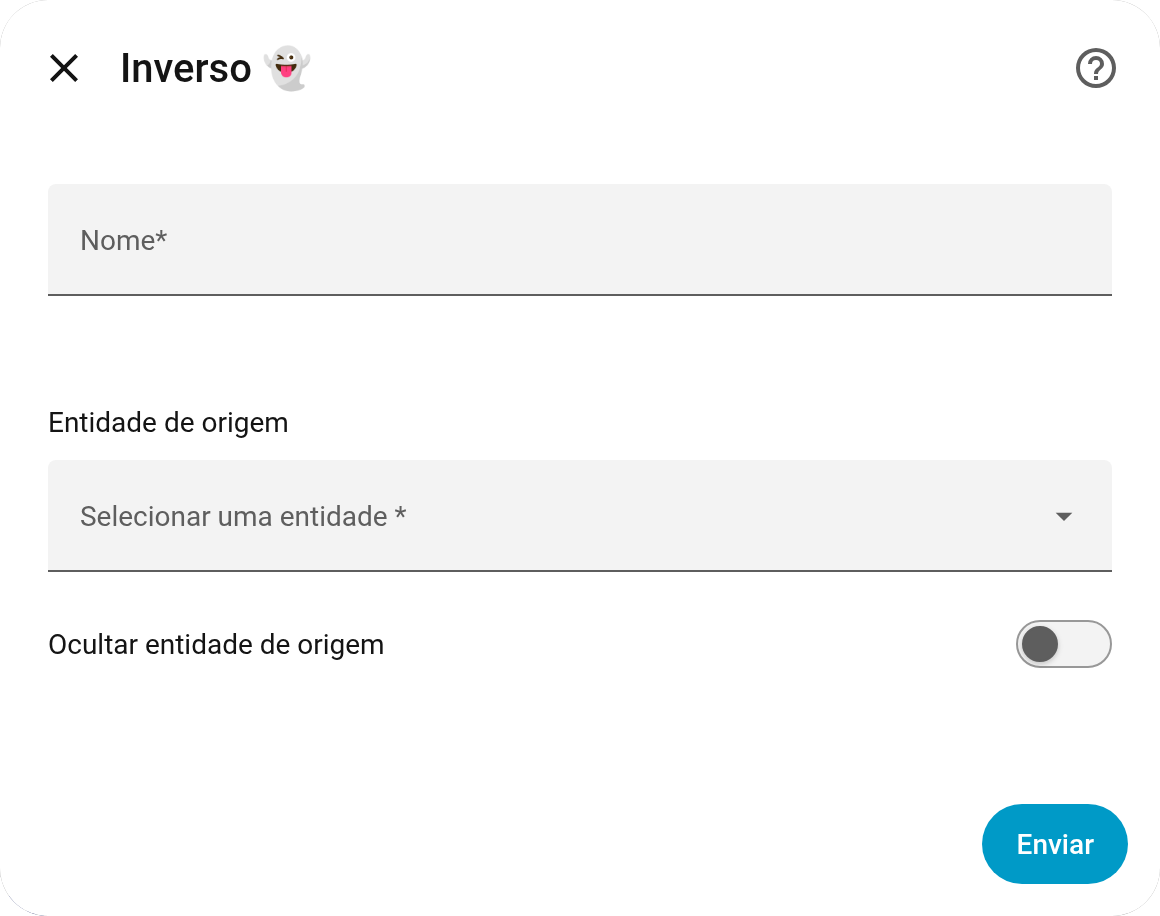 Inverso 👻
Nome*
Entidade de origem
Selecionar uma entidade *
Ocultar entidade de origem
Enviar